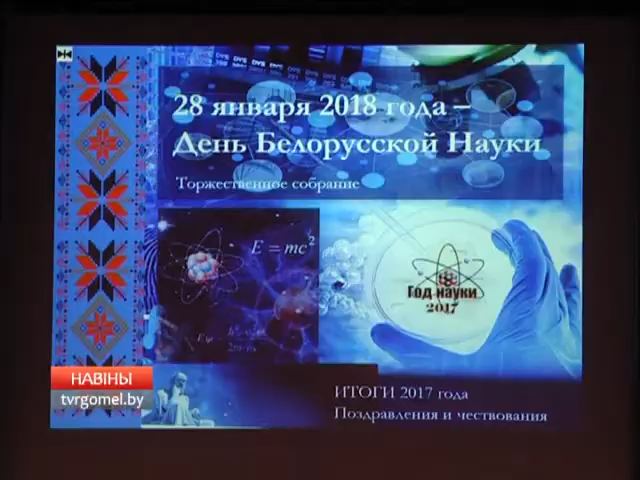 28 января 2018 года –
День Белорусской Науки
Торжественное собрание
E = mc²
Год науки
2017
НАВІНЫ
tvrgomel.by
ИТОГИ 2017 года
Поздравления и чествования